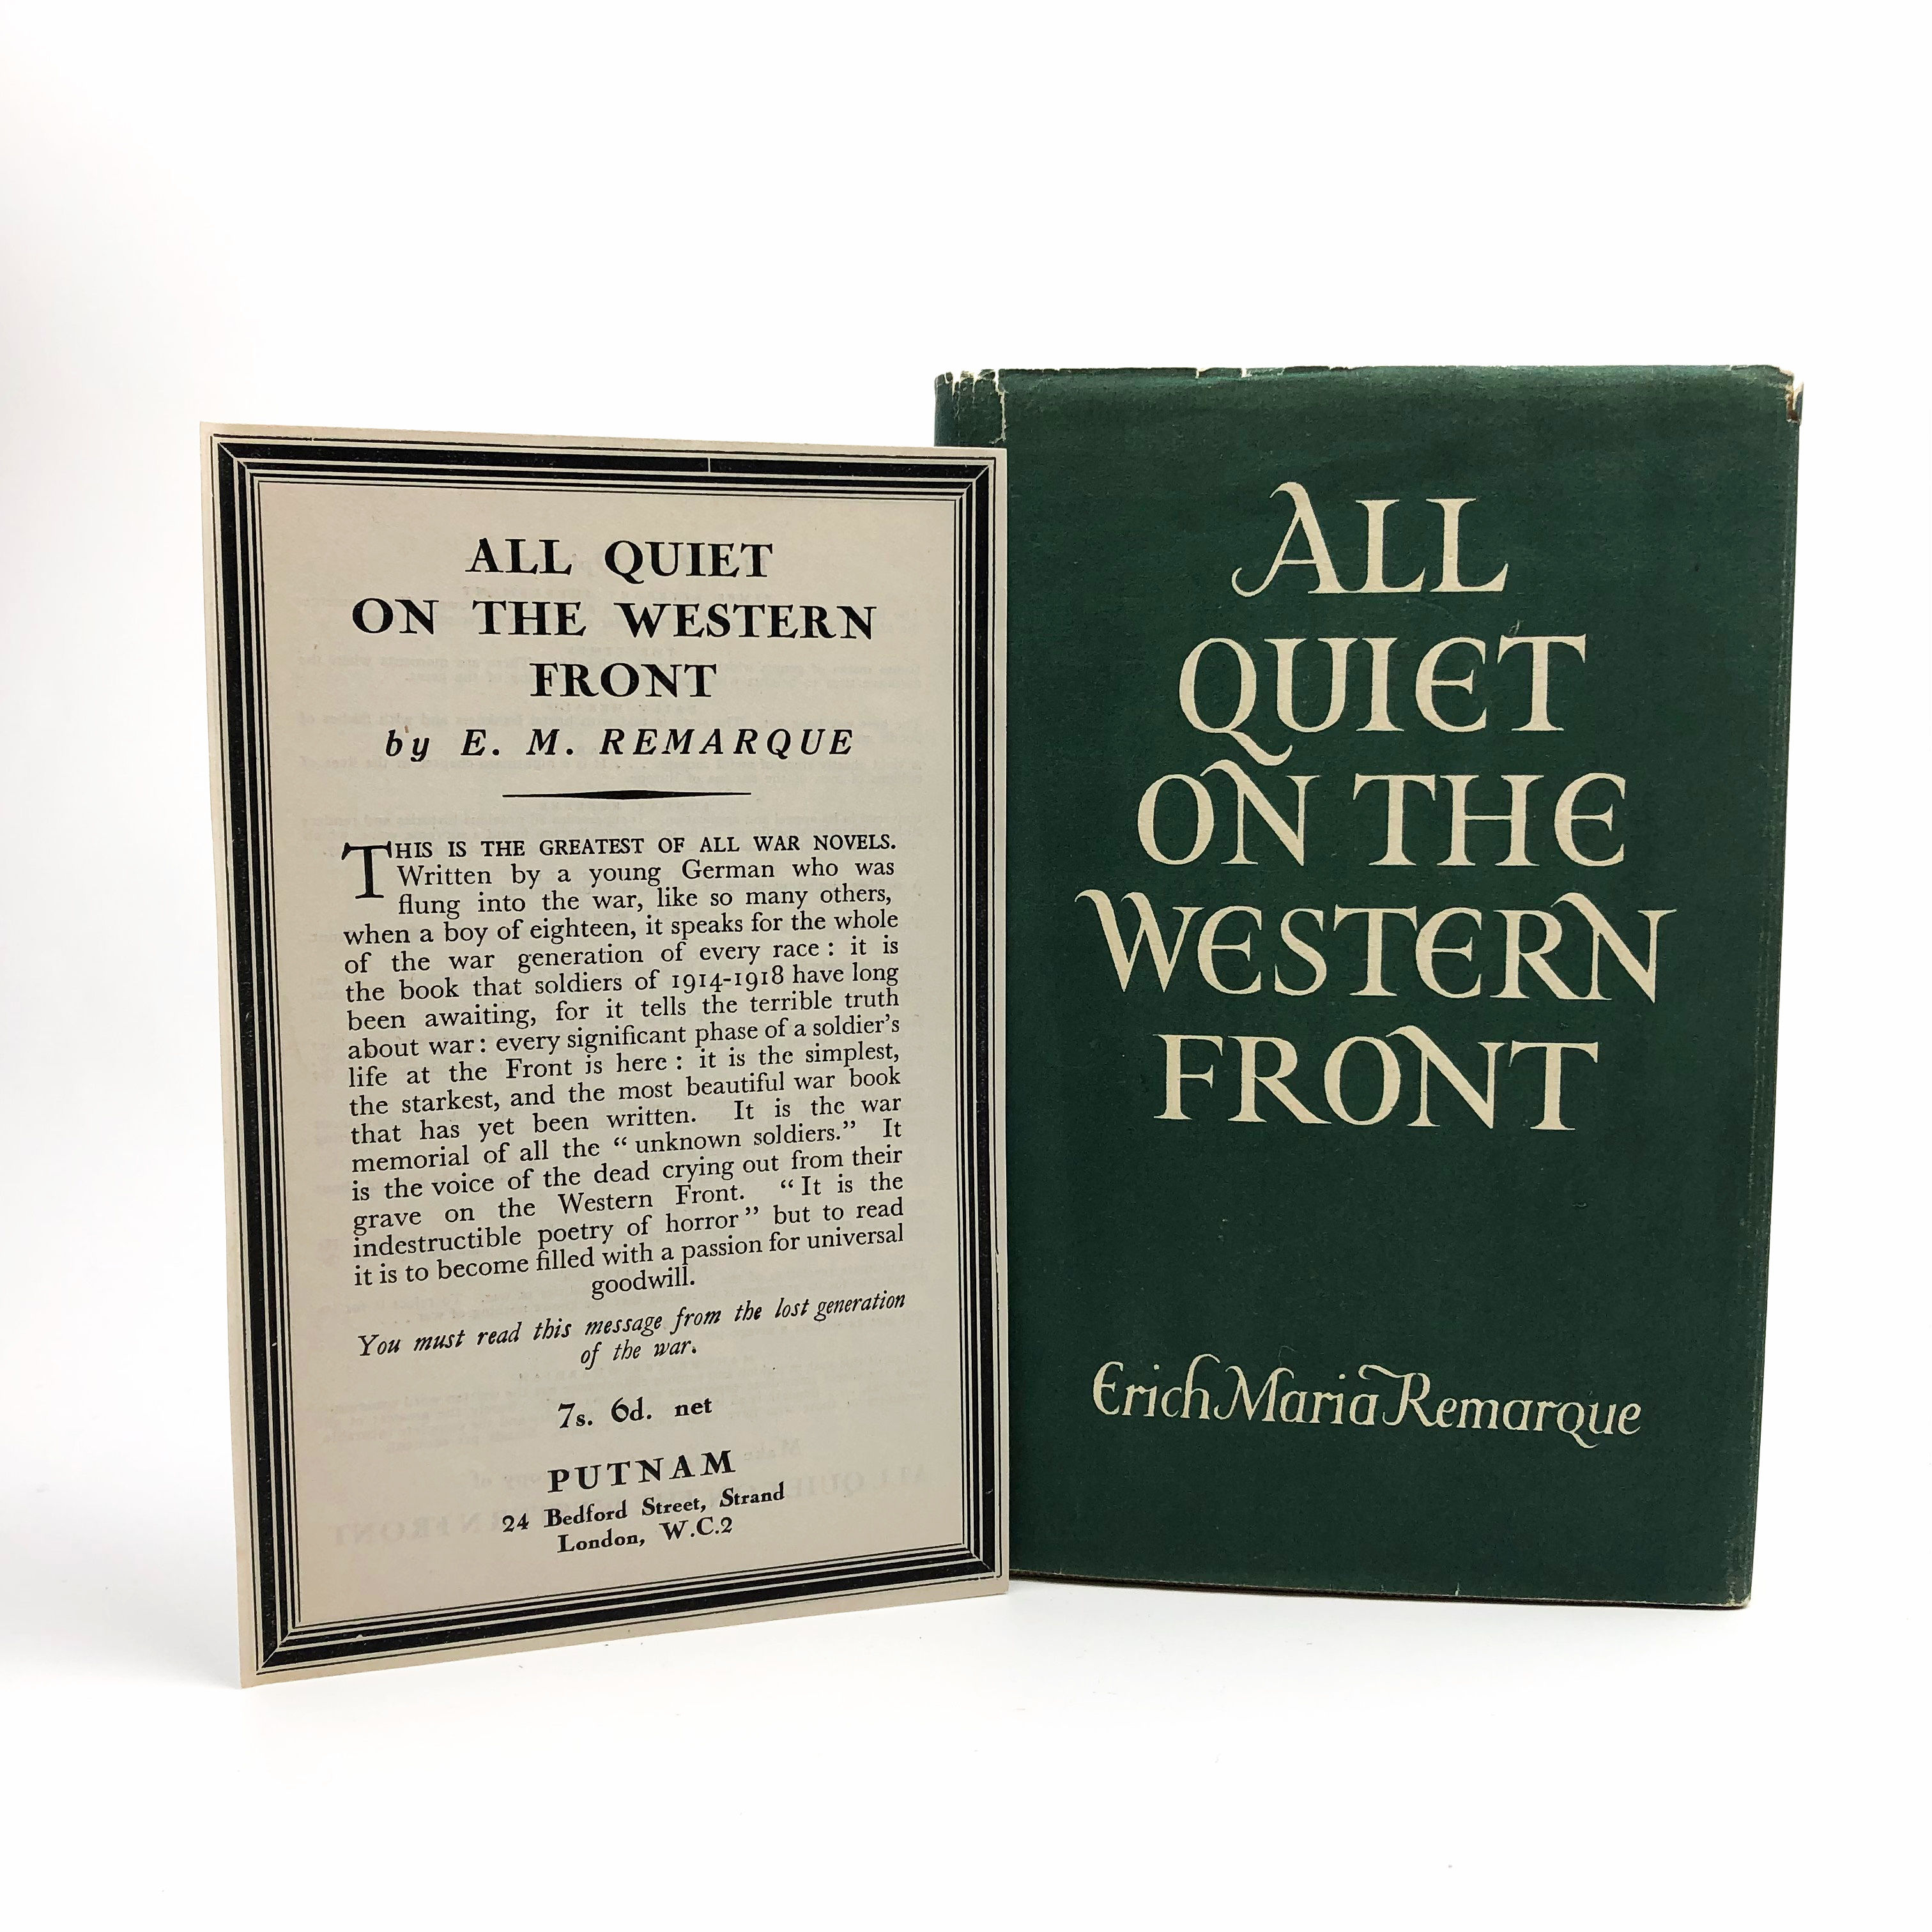 ALL QUIET
ON THE WESTERN
FRONT
by E. M. REMARQUE
THIS IS THE GREATEST OF ALL WAR NOVELS.
Written by a young German who was
flung into the war, like so many others,
when a boy of eighteen, it speaks for the whole
of the war generation of every race : it is
the book that soldiers of 1914-1918 have long
been awaiting, for it tells the terrible truth
about war : every significant phase of a soldier's
life at the Front is here : it is the simplest,
the starkest, and the most beautiful war book
that has yet been written. It is the war
memorial of all the “ unknown soldiers.” It
is the voice of the dead crying out from their
grave on the Western Front. “It is the
indestructible poetry of horror” but to read
it is to become filled with a passion for universal
goodwill.
You must read this message from the lost generation
of the war.
7s. 6d. net
PUTNAM
24 Bedford Street, Strand
London, W.C.2
ALL
QUIET
ON THE
WESTERN
FRONT
Erich Maria Remarque